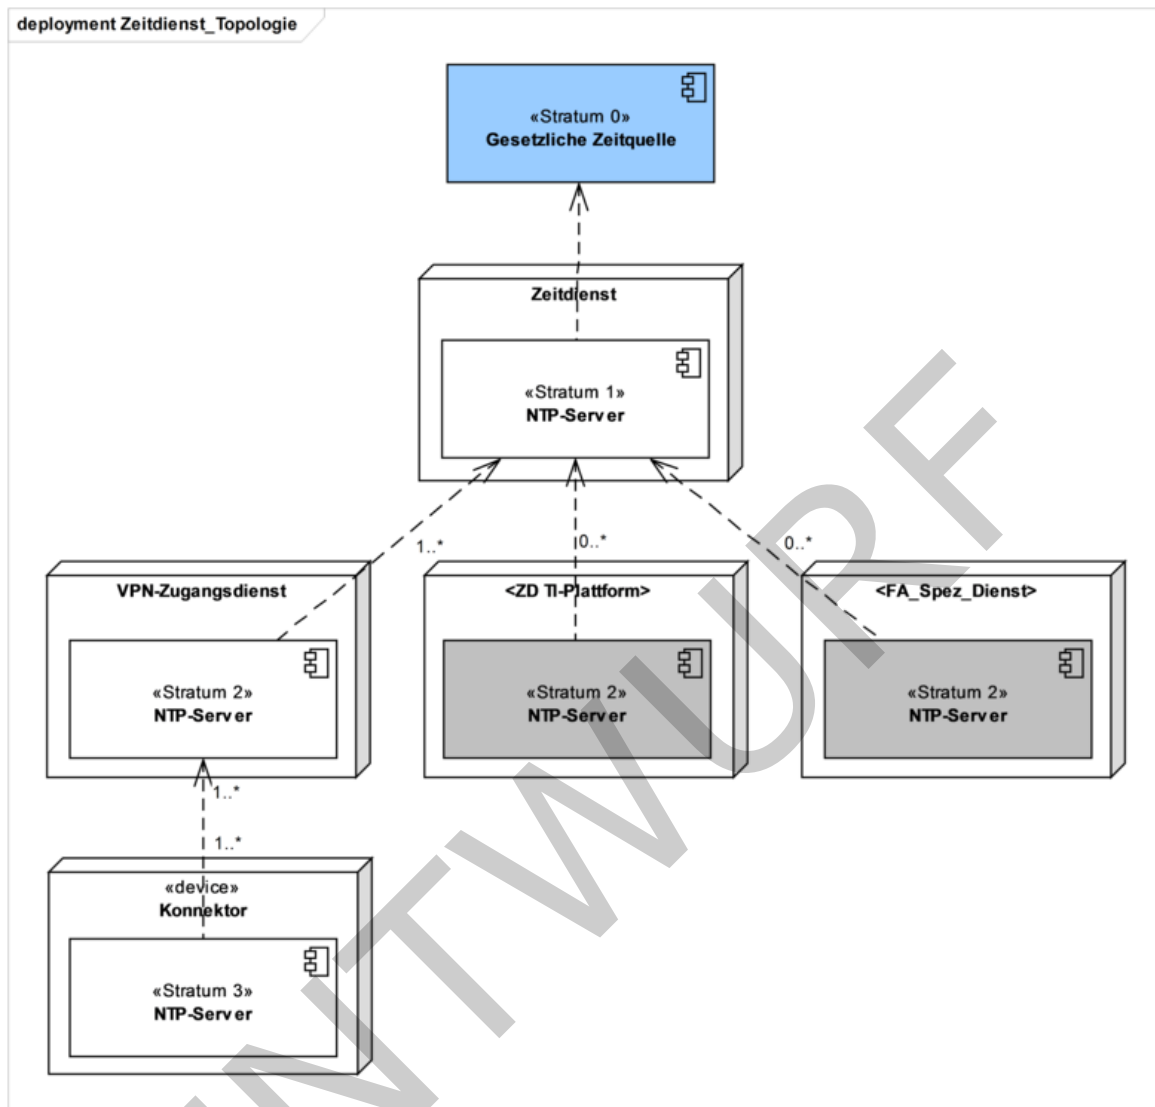 deployment Zeitdienst_Topologie
«Stratum 0»
Gesetzliche Zeitquelle
Zeitdienst
«Stratum 1»
NTP-Server
1..*
0..*
0..*
VPN-Zugangsdienst
<ZD TI-Plattform>
<FA_Spez_Dienst>
«Stratum 2»
NTP-Server
«Stratum 2»
NTP-Server
«Stratum 2»
NTP-Server
1..*
1..*
«device»
Konnektor
«Stratum 3»
NTP-Server
NTWURF